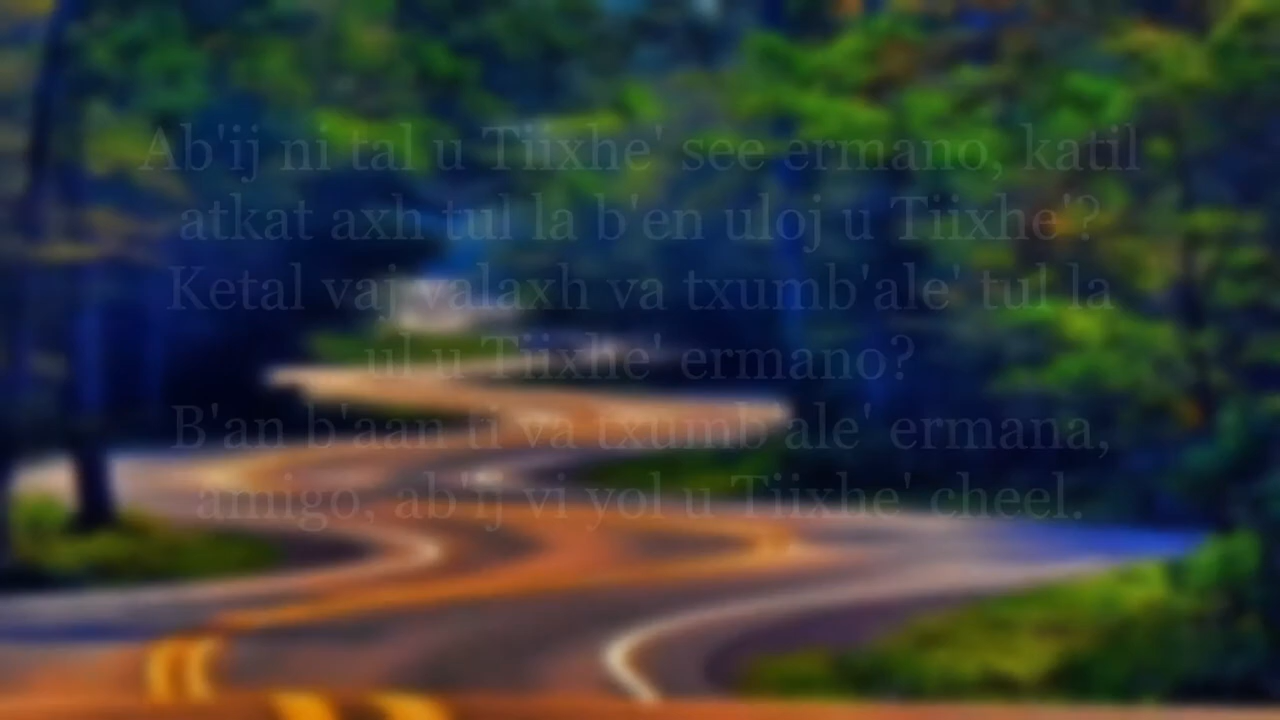 Ab'ij ni tal u Tiixhe' see ermano, katil
atkat axh tul la b'en uloj u Tiixhe'?
Ketal vaj va axh va txumb'ale' tul la
ul u Tiixhe' ermano?
B'an b'aan u va txumb'ale' ermana,
amigo, ab'ij vi yol u Tiixhe' cheel.